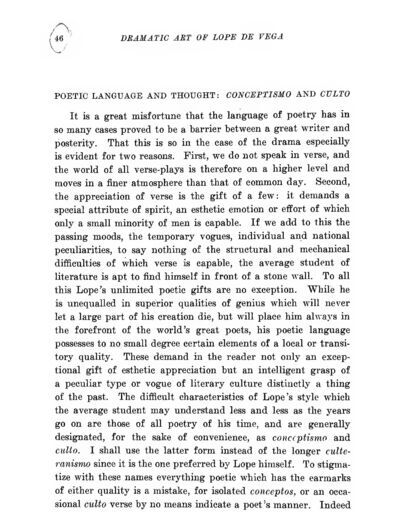 46
DRAMATIC ART OF LOPE DE VEGA
POETIC LANGUAGE AND THOUGHT: CONCEPTISMO AND CULTO
It is a great misfortune that the language of poetry has in
so many cases proved to be a barrier between a great writer and
posterity. That this is so in the case of the drama especially
is evident for two reasons. First, we do not speak in verse, and
the world of all verse-plays is therefore on a higher level and
moves in a finer atmosphere than that of common day. Second,
the appreciation of verse is the gift of a few: it demands a
special attribute of spirit, an esthetic emotion or effort of which
only a small minority of men is capable. If we add to this the
passing moods, the temporary vogues, individual and national
peculiarities, to say nothing of the structural and mechanical
difficulties of which verse is capable, the average student of
literature is apt to find himself in front of a stone wall. To all
this Lope's unlimited poetic gifts are no exception. While he
is unequalled in superior qualities of genius which will never
let a large part of his creation die, but will place him always in
the forefront of the world's great poets, his poetic language
possesses to no small degree certain elements of a local or transi-
tory quality. These demand in the reader not only an excep-
tional gift of esthetic appreciation but an intelligent grasp of
a peculiar type or vogue of literary culture distinctly a thing
of the past. The difficult characteristics of Lope's style which
the average student may understand less and less as the years
go on are those of all poetry of his time, and are generally
designated, for the sake of convenience, as conceptismo and
culto. I shall use the latter form instead of the longer culte-
ranismo since it is the one preferred by Lope himself. To stigma-
tize with these names everything poetic which has the earmarks
of either quality is a mistake, for isolated conceptos, or an occa-
sional culto verse by no means indicate a poet's manner. Indeed